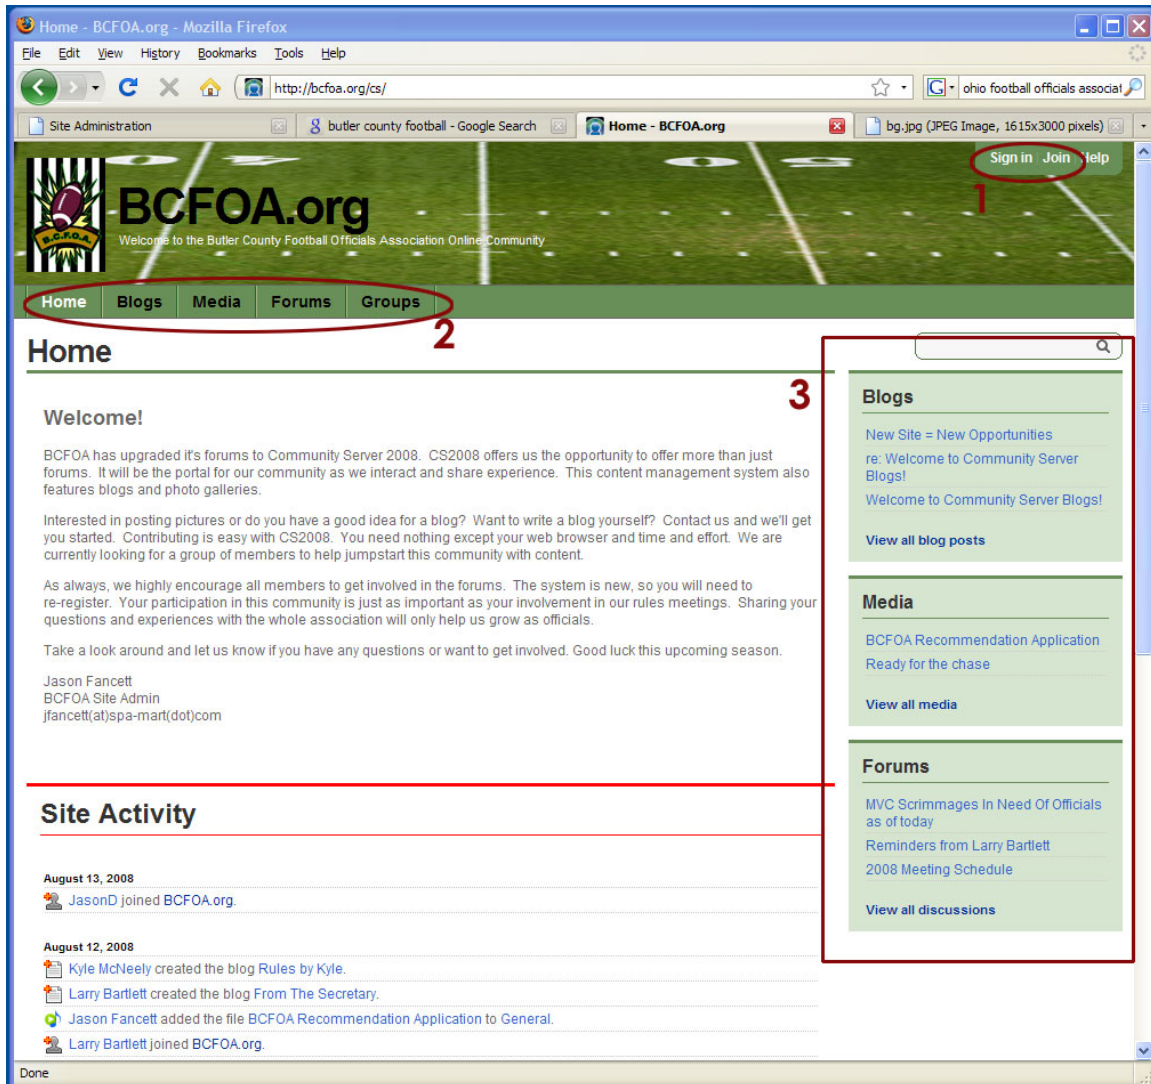 Home - BCFOA.org - Mozilla Firefox
File Edit View History Bookmarks Tools Help
http://bcfoa.org/cs/
G
ohio football officials associat
Site Administration
8 butler county football - Google Search
Home - BCFOA.org
bg.jpg (JPEG Image, 1615x3000 pixels)
Sign in Join Help
1
B.C.F.O.A.
BCFOA.org
Welcome to the Butler County Football Officials Association Online Community
Home Blogs Media Forums Groups
2
Home
Welcome!
BCFOA has upgraded it's forums to Community Server 2008. CS2008 offers us the opportunity to offer more than just
forums. It will be the portal for our community as we interact and share experience. This content management system also
features blogs and photo galleries.
Interested in posting pictures or do you have a good idea for a blog? Want to write a blog yourself? Contact us and we'll get
you started. Contributing is easy with CS2008. You need nothing except your web browser and time and effort. We are
currently looking for a group of members to help jumpstart this community with content.
As always, we highly encourage all members to get involved in the forums. The system is new, so you will need to
re-register. Your participation in this community is just as important as your involvement in our rules meetings. Sharing your
questions and experiences with the whole association will only help us grow as officials.
Take a look around and let us know if you have any questions or want to get involved. Good luck this upcoming season.
Jason Fancett
BCFOA Site Admin
jfancett(at)spa-mart(dot)com
Site Activity
August 13, 2008
JasonD joined BCFOA.org.
August 12, 2008
Kyle McNeely created the blog Rules by Kyle.
Larry Bartlett created the blog From The Secretary.
Jason Fancett added the file BCFOA Recommendation Application to General.
Larry Bartlett joined BCFOA.org.
3
Blogs
New Site = New Opportunities
re: Welcome to Community Server
Blogs!
Welcome to Community Server Blogs!
View all blog posts
Media
BCFOA Recommendation Application
Ready for the chase
View all media
Forums
MVC Scrimmages In Need Of Officials
as of today
Reminders from Larry Bartlett
2008 Meeting Schedule
View all discussions
Done